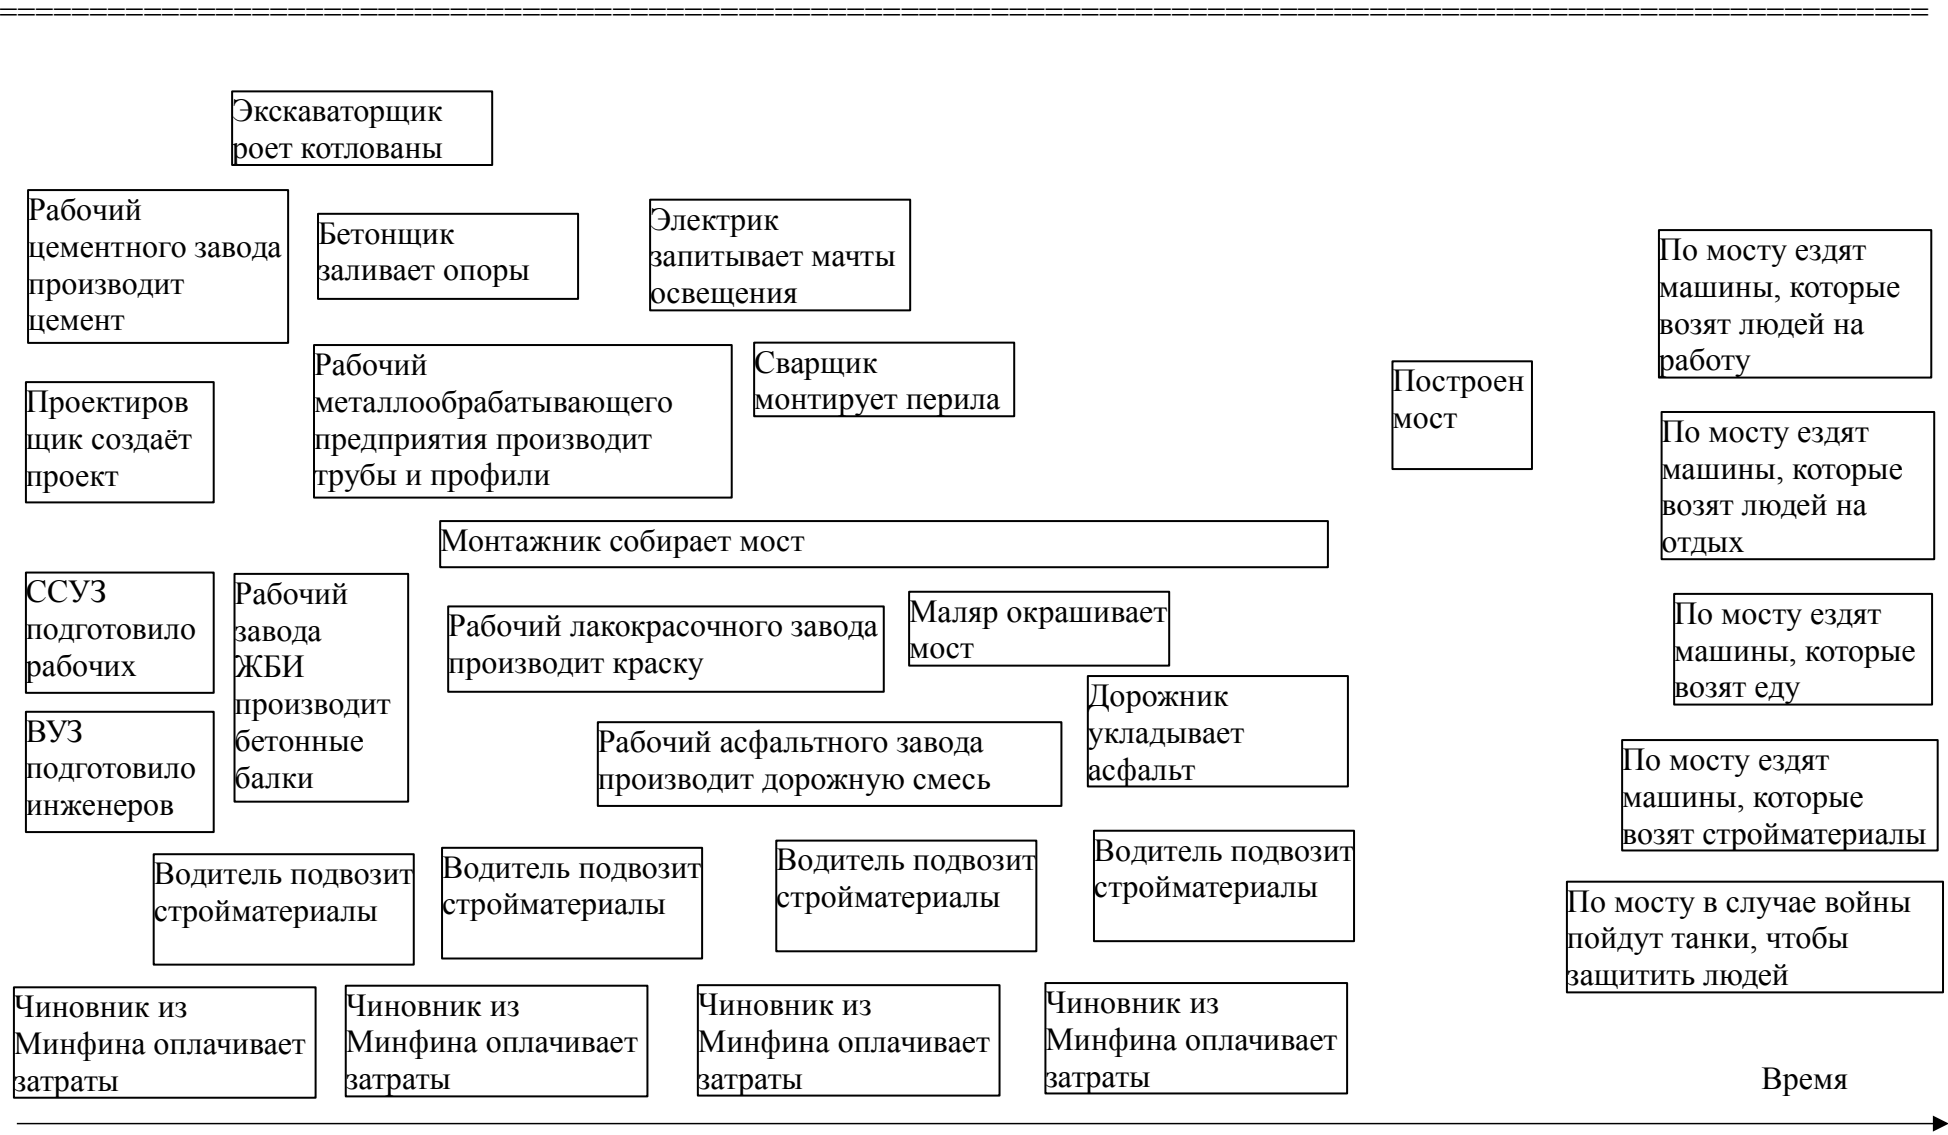 Экскаваторщик
роет котлованы
Рабочий
цементного завода
производит
цемент
Бетонщик
заливает опоры
Электрик
запитывает мачты
освещения
По мосту ездят
машины, которые
возят людей на
работу
Проектиров
щик создаёт
проект
Рабочий
металлообрабатывающего
предприятия производит
трубы и профили
Сварщик
монтирует перила
Построен
мост
По мосту ездят
машины, которые
возят людей на
отдых
Монтажник собирает мост
ССУЗ
подготовило
рабочих
Рабочий
завода
ЖБИ
производит
бетонные
балки
Рабочий лакокрасочного завода
производит краску
Маляр окрашивает
мост
По мосту ездят
машины, которые
возят еду
ВУЗ
подготовило
инженеров
Рабочий асфальтного завода
производит дорожную смесь
Дорожник
укладывает
асфальт
По мосту ездят
машины, которые
возят стройматериалы
Водитель подвозит
стройматериалы
Водитель подвозит
стройматериалы
Водитель подвозит
стройматериалы
Водитель подвозит
стройматериалы
По мосту в случае войны
пойдут танки, чтобы
защитить людей
Чиновник из
Минфина оплачивает
затраты
Чиновник из
Минфина оплачивает
затраты
Чиновник из
Минфина оплачивает
затраты
Чиновник из
Минфина оплачивает
затраты
Время